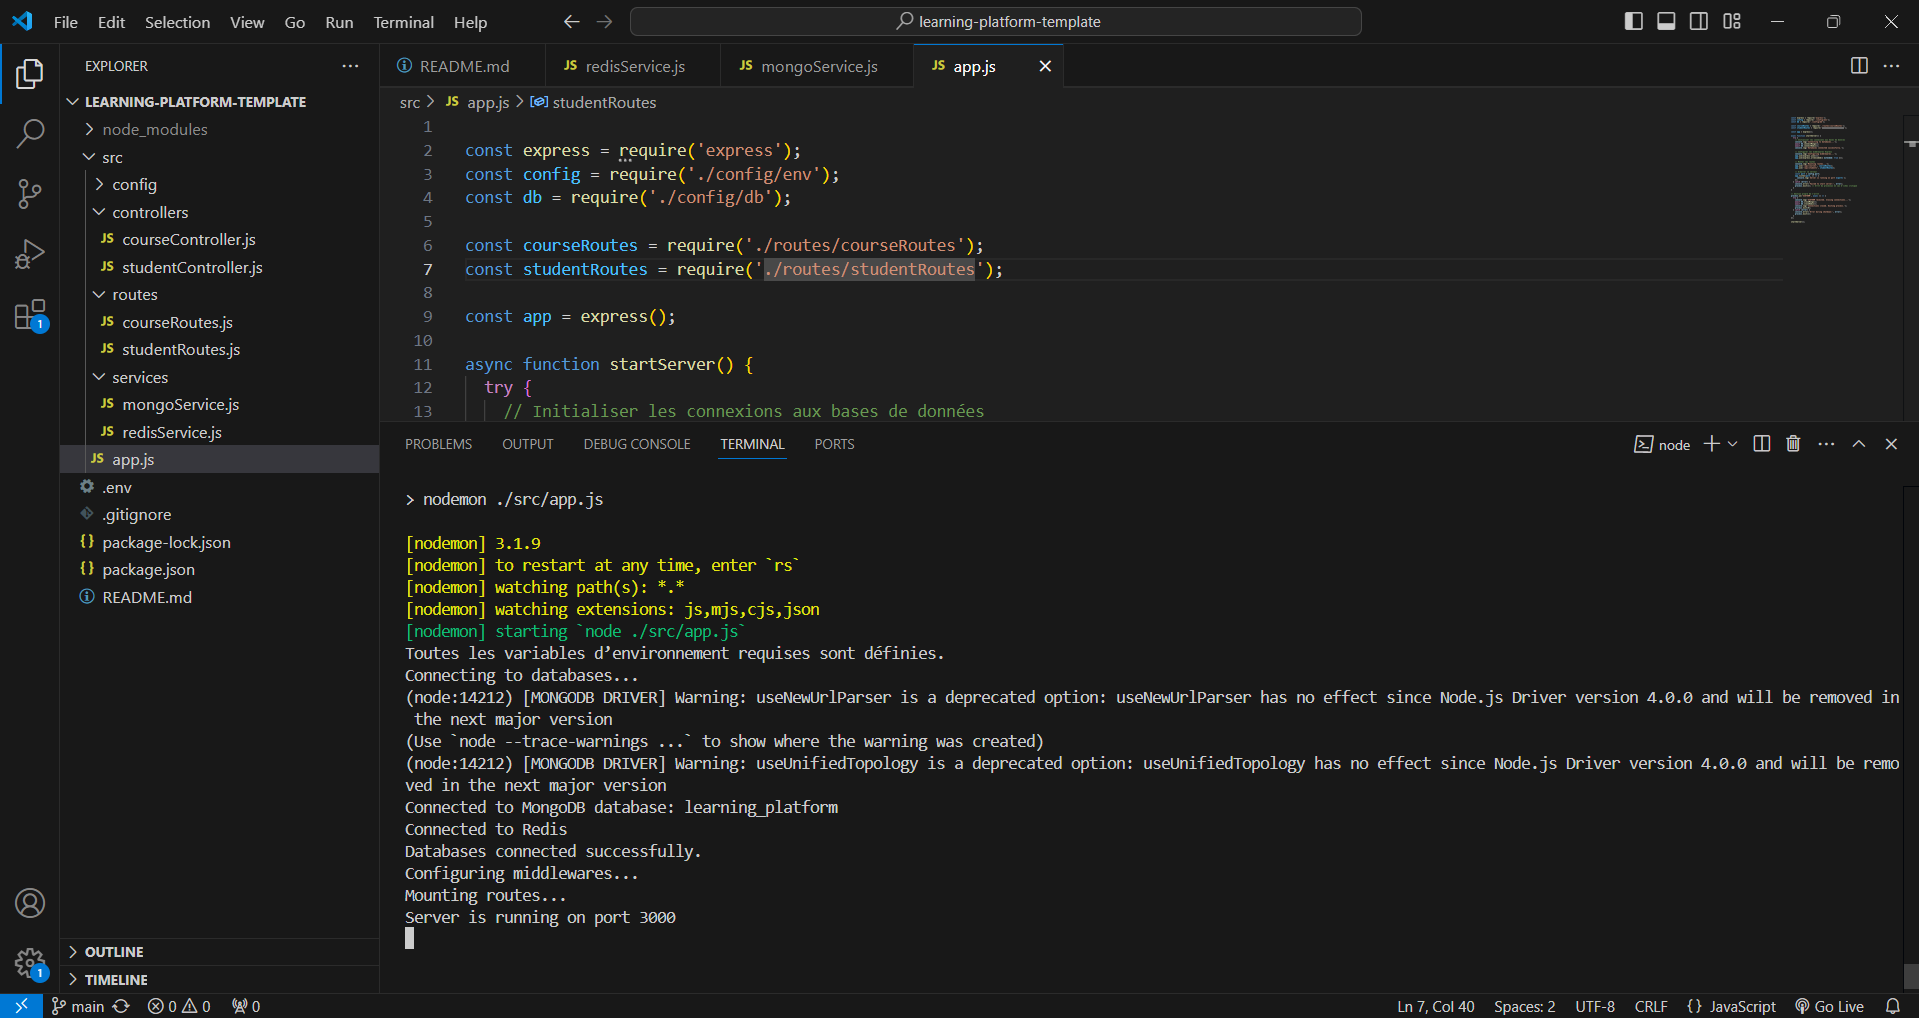 File Edit Selection View Go Run Terminal Help
learning-platform-template
EXPLORER
LEARNING-PLATFORM-TEMPLATE
node_modules
src
config
controllers
JS courseController.js
JS studentController.js
routes
JS courseRoutes.js
JS studentRoutes.js
services
JS mongoService.js
JS redisService.js
JS app.js
.env
.gitignore
{} package-lock.json
{} package.json
README.md
OUTLINE
TIMELINE
1
1
README.md JS redisService.js JS mongoService.js JS app.js
src > JS app.js > studentRoutes
1
2 const express = require('express');
3 const config = require('./config/env');
4 const db = require('./config/db');
5
6 const courseRoutes = require('./routes/courseRoutes');
7 const studentRoutes = require('./routes/studentRoutes');
8
9 const app = express();
10
11 async function startServer() {
12 try {
13 // Initialiser les connexions aux bases de données
PROBLEMS OUTPUT DEBUG CONSOLE TERMINAL PORTS
node
> nodemon ./src/app.js
[nodemon] 3.1.9
[nodemon] to restart at any time, enter `rs`
[nodemon] watching path(s): *.*
[nodemon] watching extensions: js,mjs,cjs,json
[nodemon] starting `node ./src/app.js`
Toutes les variables d’environnement requises sont définies.
Connecting to databases...
(node:14212) [MONGODB DRIVER] Warning: useNewUrlParser is a deprecated option: useNewUrlParser has no effect since Node.js Driver version 4.0.0 and will be removed in
the next major version
(Use `node --trace-warnings ...` to show where the warning was created)
(node:14212) [MONGODB DRIVER] Warning: useUnifiedTopology is a deprecated option: useUnifiedTopology has no effect since Node.js Driver version 4.0.0 and will be remo
ved in the next major version
Connected to MongoDB database: learning_platform
Connected to Redis
Databases connected successfully.
Configuring middlewares...
Mounting routes...
Server is running on port 3000
main 0 0 0
Ln 7, Col 40 Spaces: 2 UTF-8 CRLF {} JavaScript Go Live